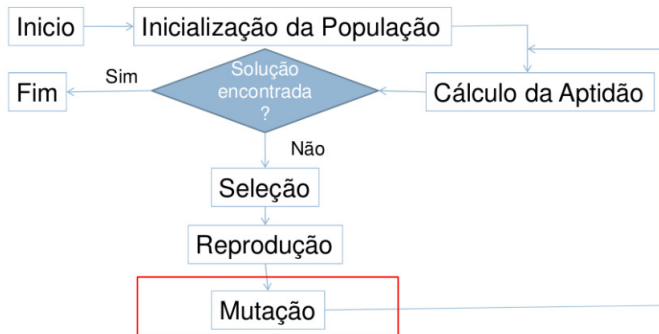 Inicio
Inicialização da População
Sim
Solução
encontrada
?
Fim
Cálculo da Aptidão
Não
Seleção
Reprodução
Mutação